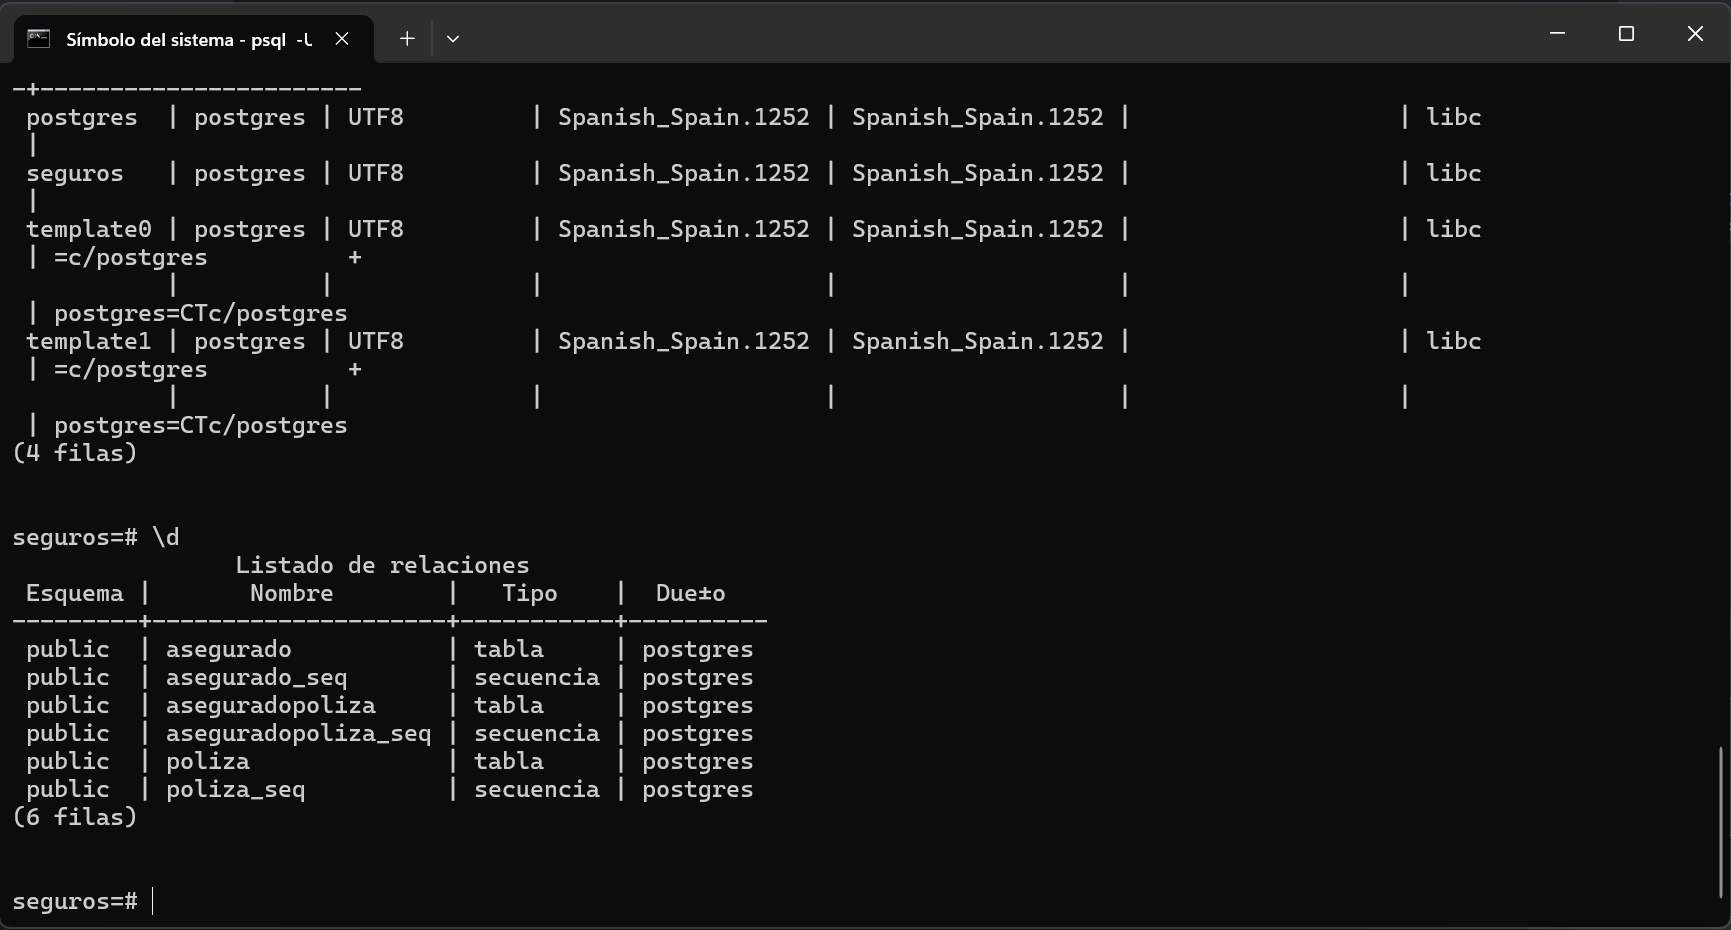 Símbolo del sistema - psql -U
-+-----------------------
 postgres  | postgres | UTF8         | Spanish_Spain.1252 | Spanish_Spain.1252 |                   | libc
 |
 seguros   | postgres | UTF8         | Spanish_Spain.1252 | Spanish_Spain.1252 |                   | libc
 |
 template0 | postgres | UTF8         | Spanish_Spain.1252 | Spanish_Spain.1252 |                   | libc
 | =c/postgres          +
           |          |              |                    |                    |                   |
 | postgres=CTc/postgres
 template1 | postgres | UTF8         | Spanish_Spain.1252 | Spanish_Spain.1252 |                   | libc
 | =c/postgres          +
           |          |              |                    |                    |                   |
 | postgres=CTc/postgres
(4 filas)
seguros=# \d
                Listado de relaciones
 Esquema |       Nombre        |   Tipo    |  Due±o
---------+---------------------+-----------+----------
 public  | asegurado           | tabla     | postgres
 public  | asegurado_seq       | secuencia | postgres
 public  | aseguradopoliza     | tabla     | postgres
 public  | aseguradopoliza_seq | secuencia | postgres
 public  | poliza              | tabla     | postgres
 public  | poliza_seq          | secuencia | postgres
(6 filas)
seguros=#